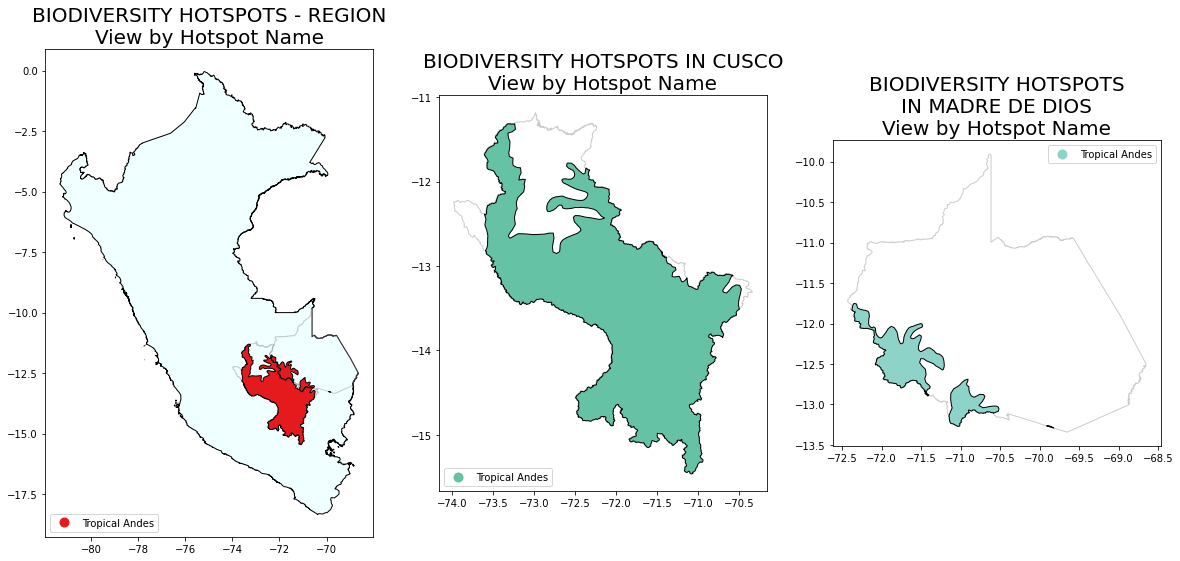 BIODIVERSITY HOTSPOTS - REGION
View by Hotspot Name
0.0
−2.5
−5.0
−7.5
−10.0
−12.5
−15.0
−17.5
Tropical Andes
−80 −78 −76 −74 −72 −70
BIODIVERSITY HOTSPOTS IN CUSCO
View by Hotspot Name
−11
−12
−13
−14
−15
Tropical Andes
−74.0 −73.5 −73.0 −72.5 −72.0 −71.5 −71.0 −70.5
BIODIVERSITY HOTSPOTS
IN MADRE DE DIOS
View by Hotspot Name
Tropical Andes
−10.0
−10.5
−11.0
−11.5
−12.0
−12.5
−13.0
−13.5
−72.5 −72.0 −71.5 −71.0 −70.5 −70.0 −69.5 −69.0 −68.5